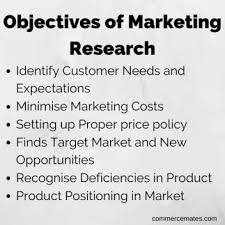 Objectives of Marketing
Research
• Identify Customer Needs and
Expectations
• Minimise Marketing Costs
• Setting up Proper price policy
• Finds Target Market and New
Opportunities
• Recognise Deficiencies in Product
• Product Positioning in Market
commercemates.com